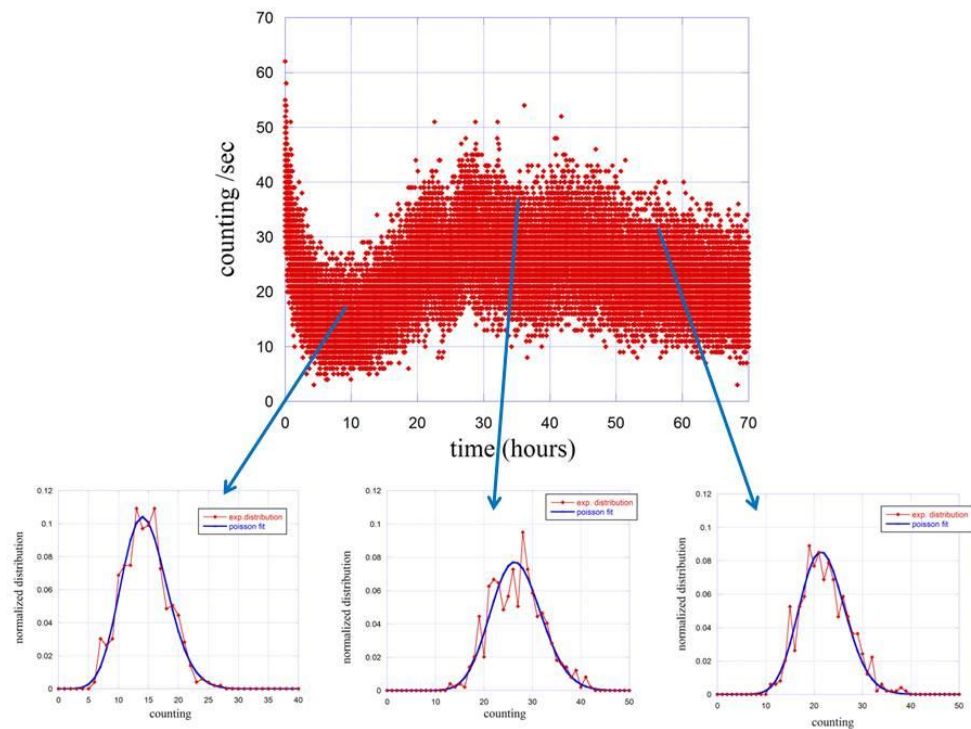 70
60
50
40
30
20
10
0
counting /sec
0 10 20 30 40 50 60 70
time (hours)
0.12
0.1
0.08
0.06
0.04
0.02
0
normalized distribution
exp.distribution
poisson fit
0 5 10 15 20 25 30 35 40
counting
0.12
0.1
0.08
0.06
0.04
0.02
0
normalized distribution
exp. distribution
poisson fit
0 10 20 30 40 50
counting
0.12
0.1
0.08
0.06
0.04
0.02
0
normalized distribution
exp. distribution
poisson fit
0 10 20 30 40 50
counting